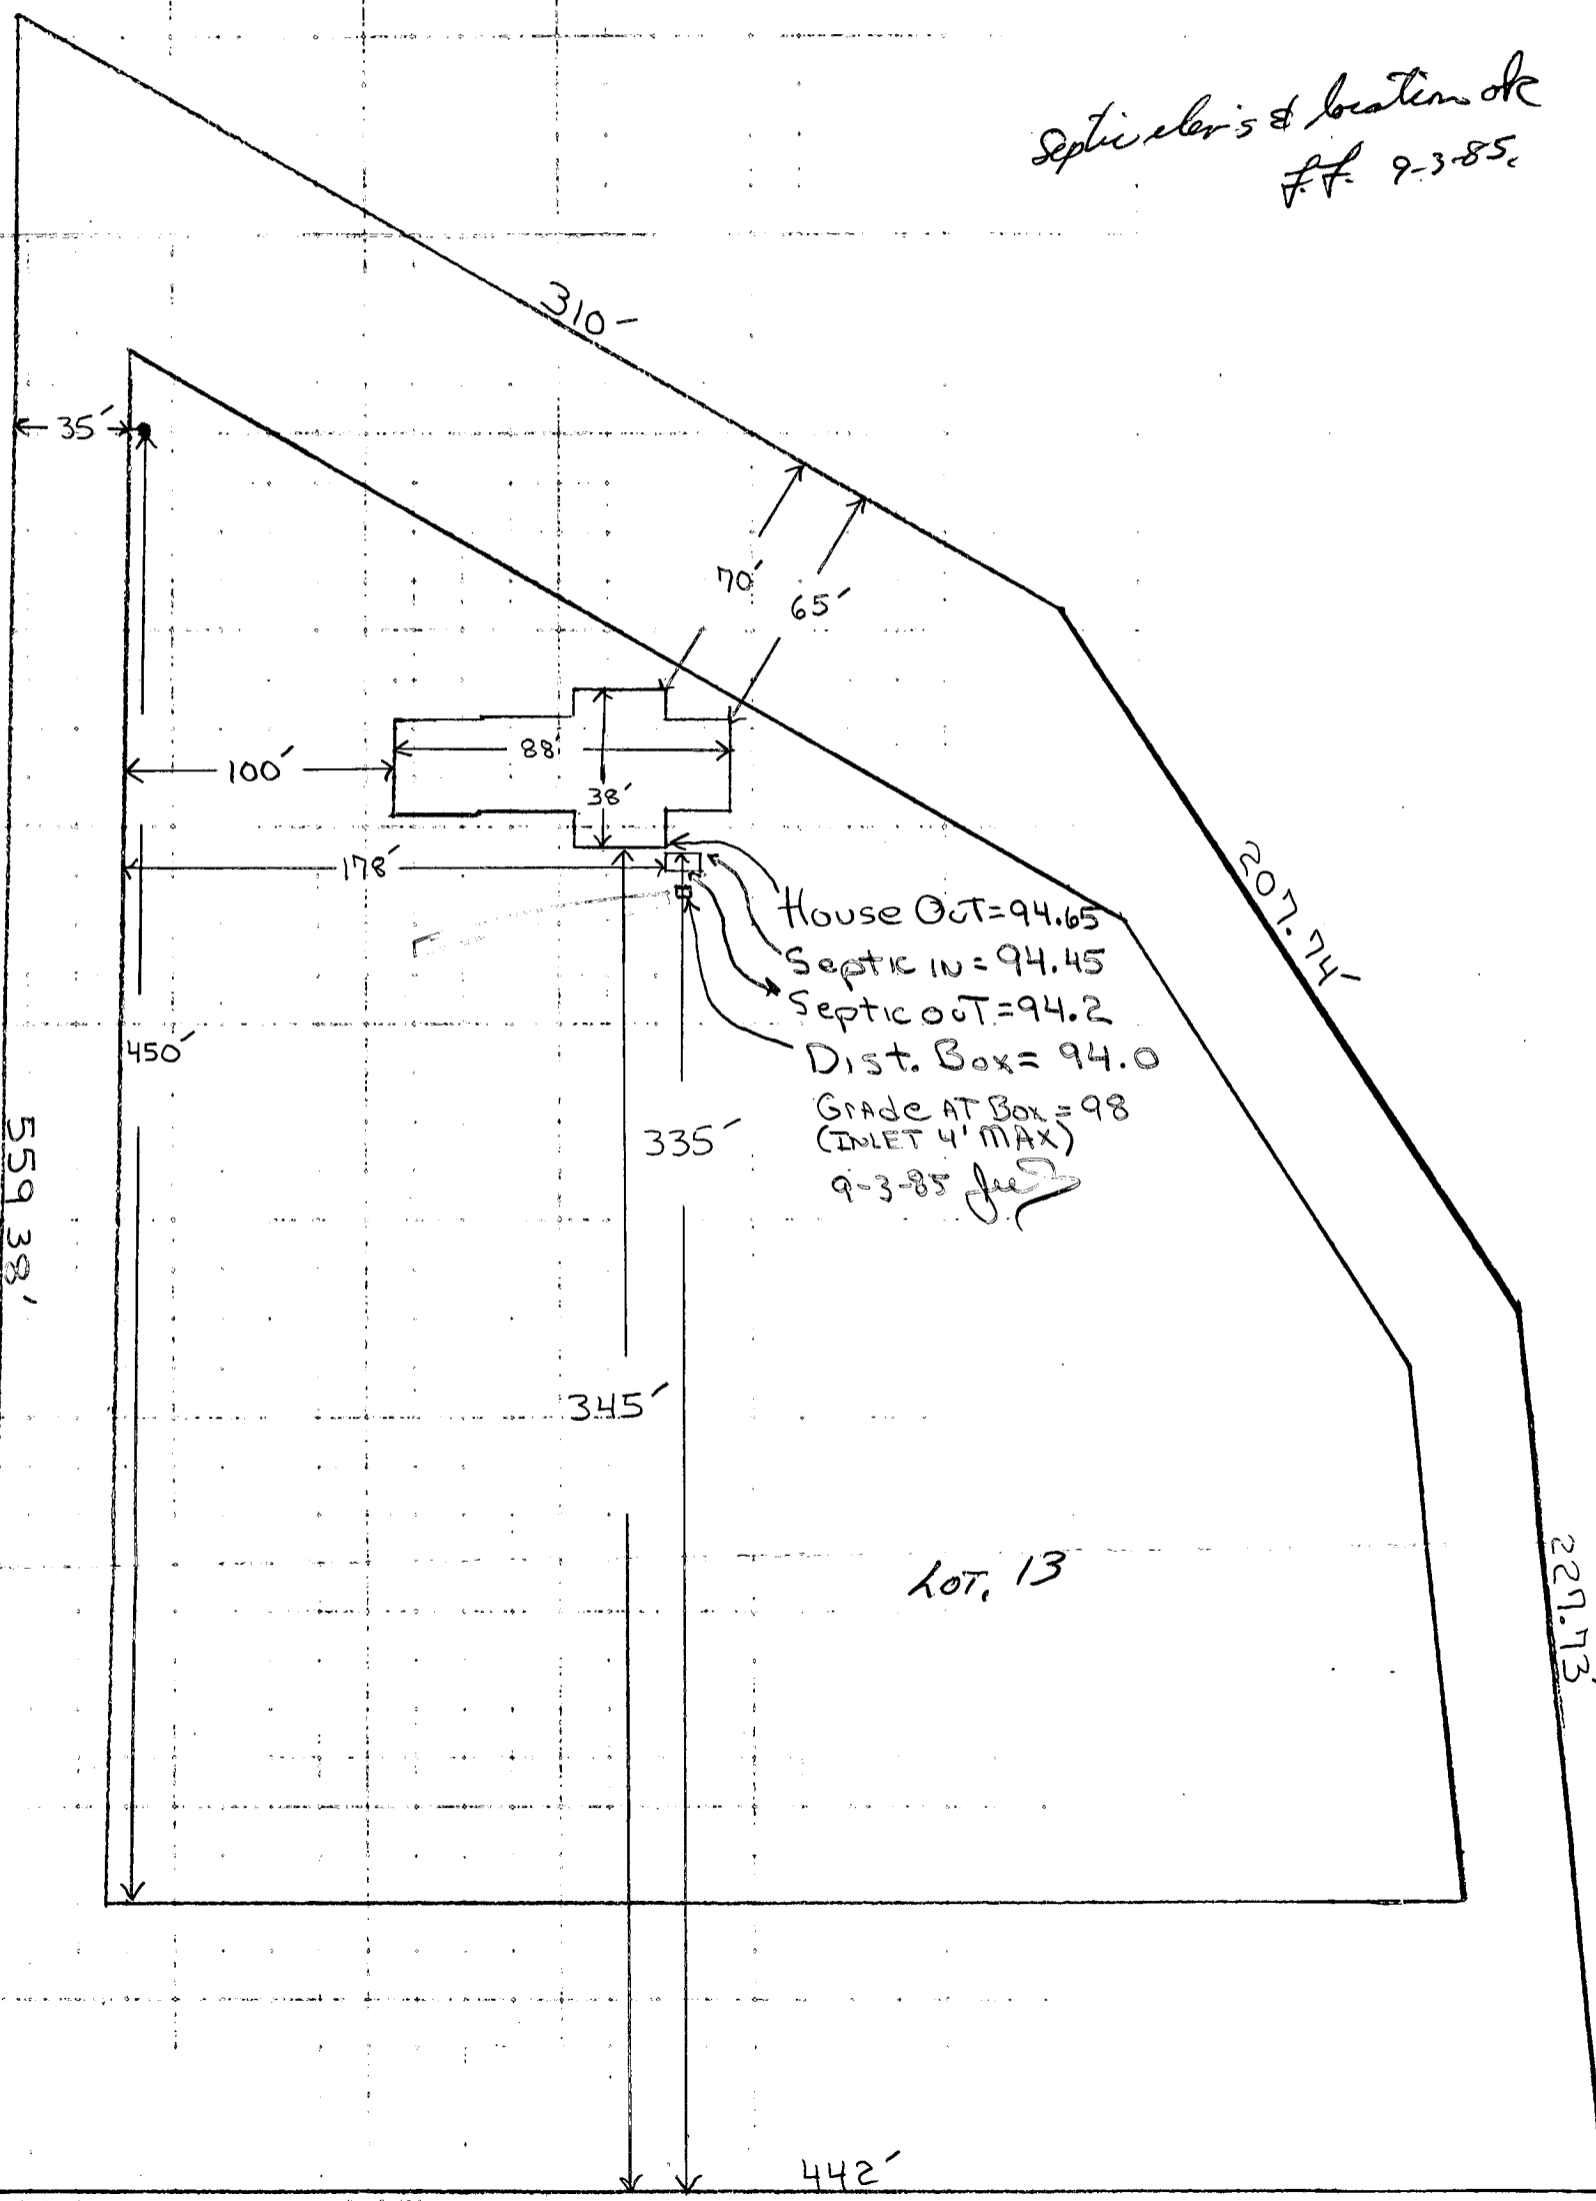 Septic elev's & location ok
f.f. 9-3-85.
310'
35'
70'
65'
88'
100'
38'
178'
207.74'
House OuT=94.65
Septic IN = 94.45
Septic ouT=94.2
Dist. Box = 94.0
GrAde AT Box = 98
(INLET 4' MAX)
9-3-85
450'
335'
559.38'
345'
LOT. 13
227.73'
442'